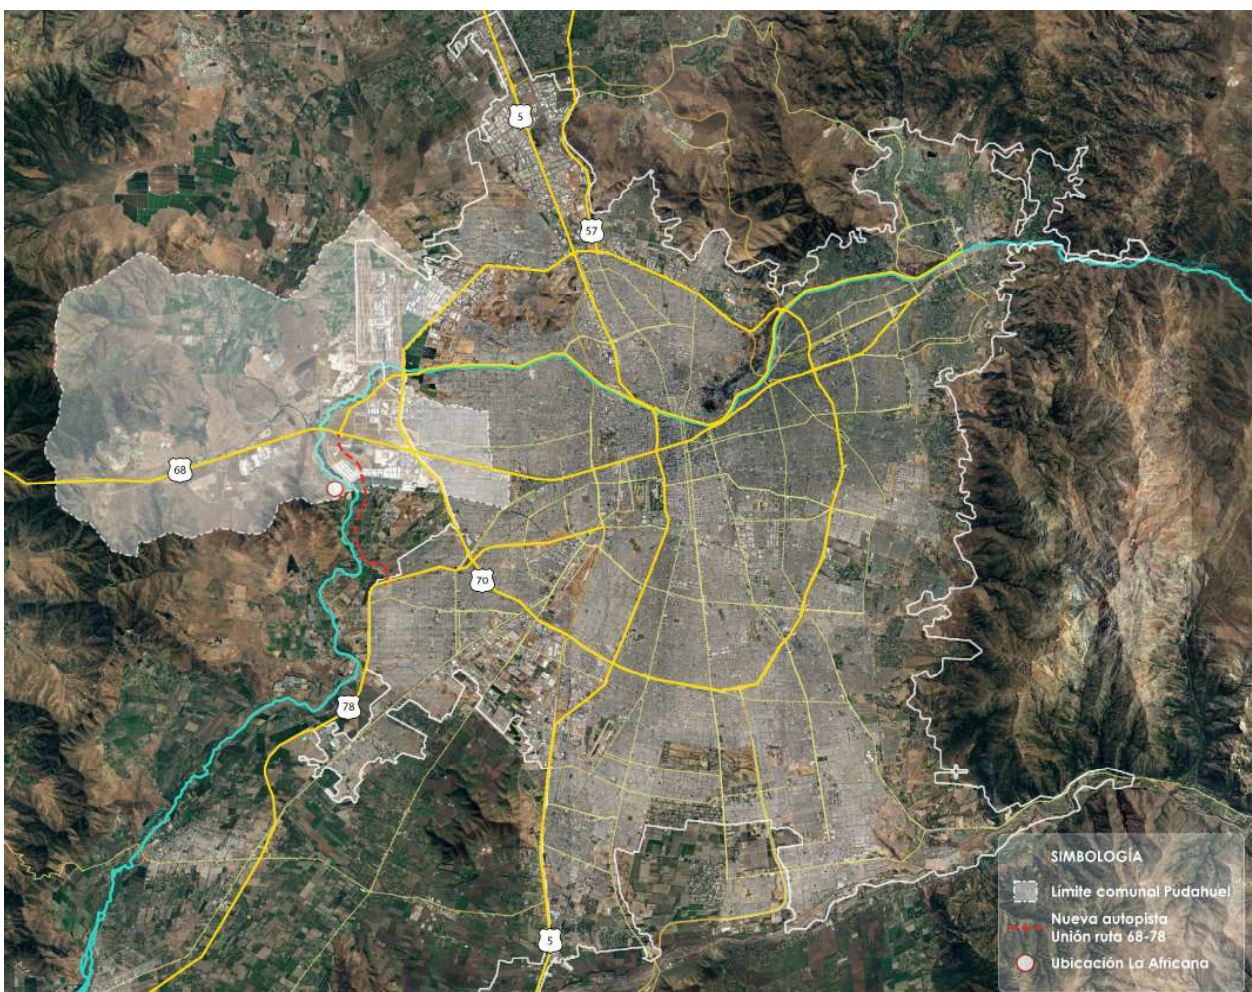 5
57
68
70
78
5
SIMBOLOGÍA
Límite comunal Pudahuel
Nueva autopista
Unión ruta 68-78
Ubicación La Africana